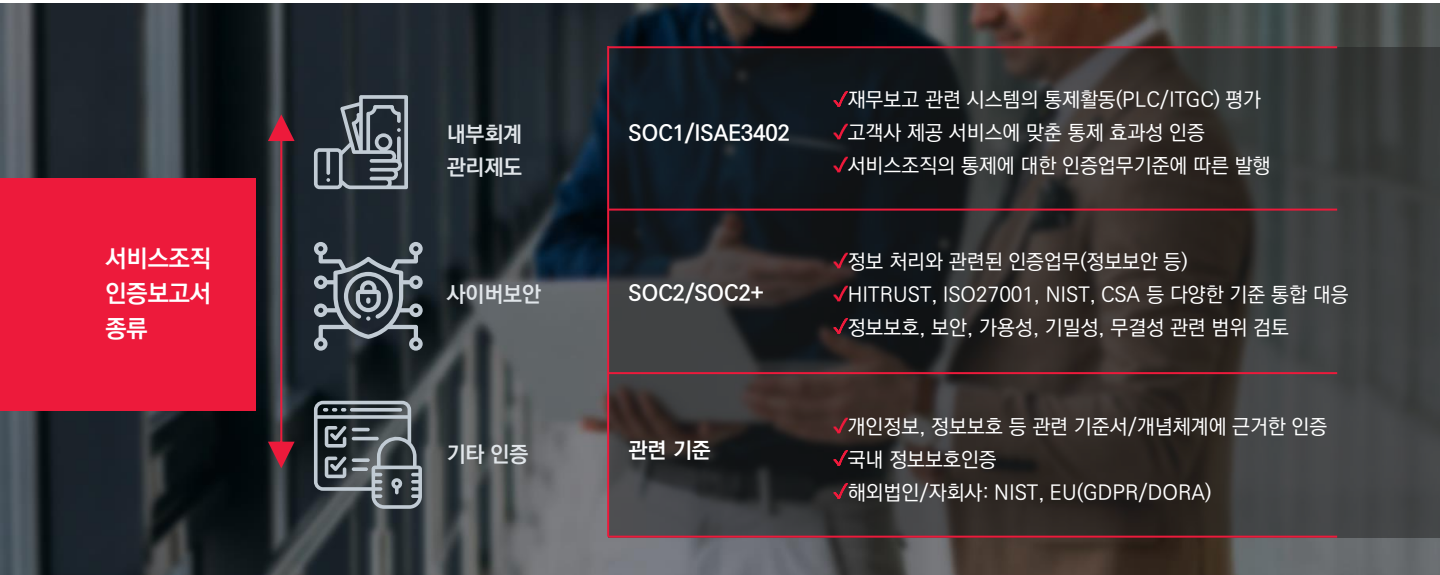 서비스조직
인증보고서
종류
내부회계
관리제도
SOC1/ISAE3402
✓재무보고 관련 시스템의 통제활동(PLC/ITGC) 평가
✓고객사 제공 서비스에 맞춘 통제 효과성 인증
✓서비스조직의 통제에 대한 인증업무기준에 따른 발행
사이버보안
SOC2/SOC2+
✓정보 처리와 관련된 인증업무(정보보안 등)
✓HITRUST, ISO27001, NIST, CSA 등 다양한 기준 통합 대응
✓정보보호, 보안, 가용성, 기밀성, 무결성 관련 범위 검토
기타 인증
관련 기준
✓개인정보, 정보보호 등 관련 기준서/개념체계에 근거한 인증
✓국내 정보보호인증
✓해외법인/자회사: NIST, EU(GDPR/DORA)